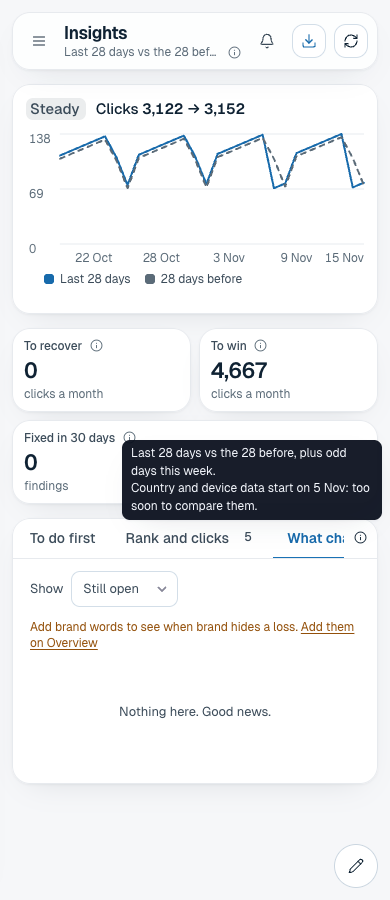 Insights
Last 28 days vs the 28 bef...
Steady Clicks 3,122 → 3,152
138
69
0
22 Oct 28 Oct 3 Nov 9 Nov 15 Nov
Last 28 days 28 days before
To recover
0
clicks a month
To win
4,667
clicks a month
Fixed in 30 days
0
findings
Last 28 days vs the 28 before, plus odd
days this week.
Country and device data start on 5 Nov: too
soon to compare them.
To do first Rank and clicks 5 What cha
Show Still open
Add brand words to see when brand hides a loss. Add them
on Overview
Nothing here. Good news.